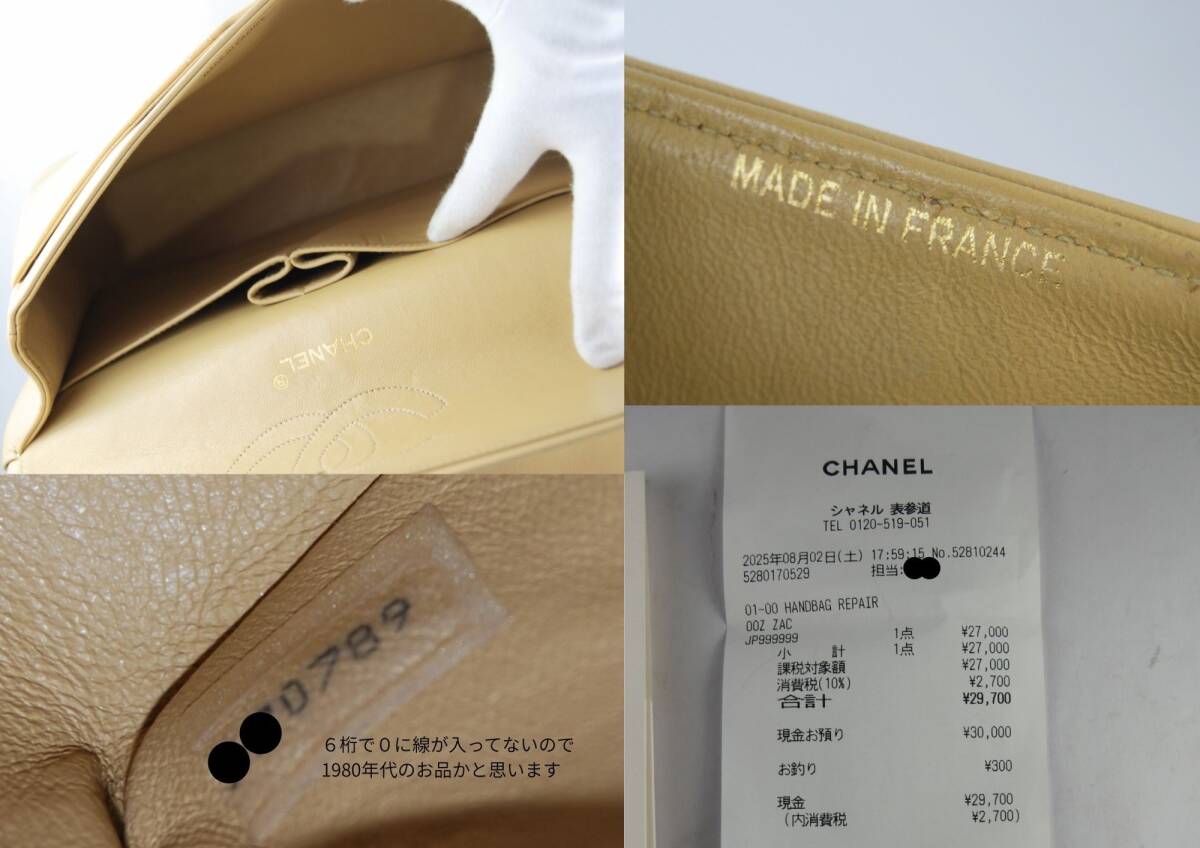 CHANEL
®
MADE IN FRANCE
0789
６桁で０に線が入ってないので
1980年代のお品かと思います
CHANEL
シャネル 表参道
TEL 0120-519-051
2025年08月02日(土) 17:59:15 No.52810244
5280170529 担当:
01-00 HANDBAG REPAIR
00Z ZAC 1点 ¥27,000
JP999999
小 計 1点 ¥27,000
課税対象額 ¥27,000
消費税(10%) ¥2,700
合計 ¥29,700
現金お預り ¥30,000
お釣り ¥300
現金 ¥29,700
(内消費税 ¥2,700)